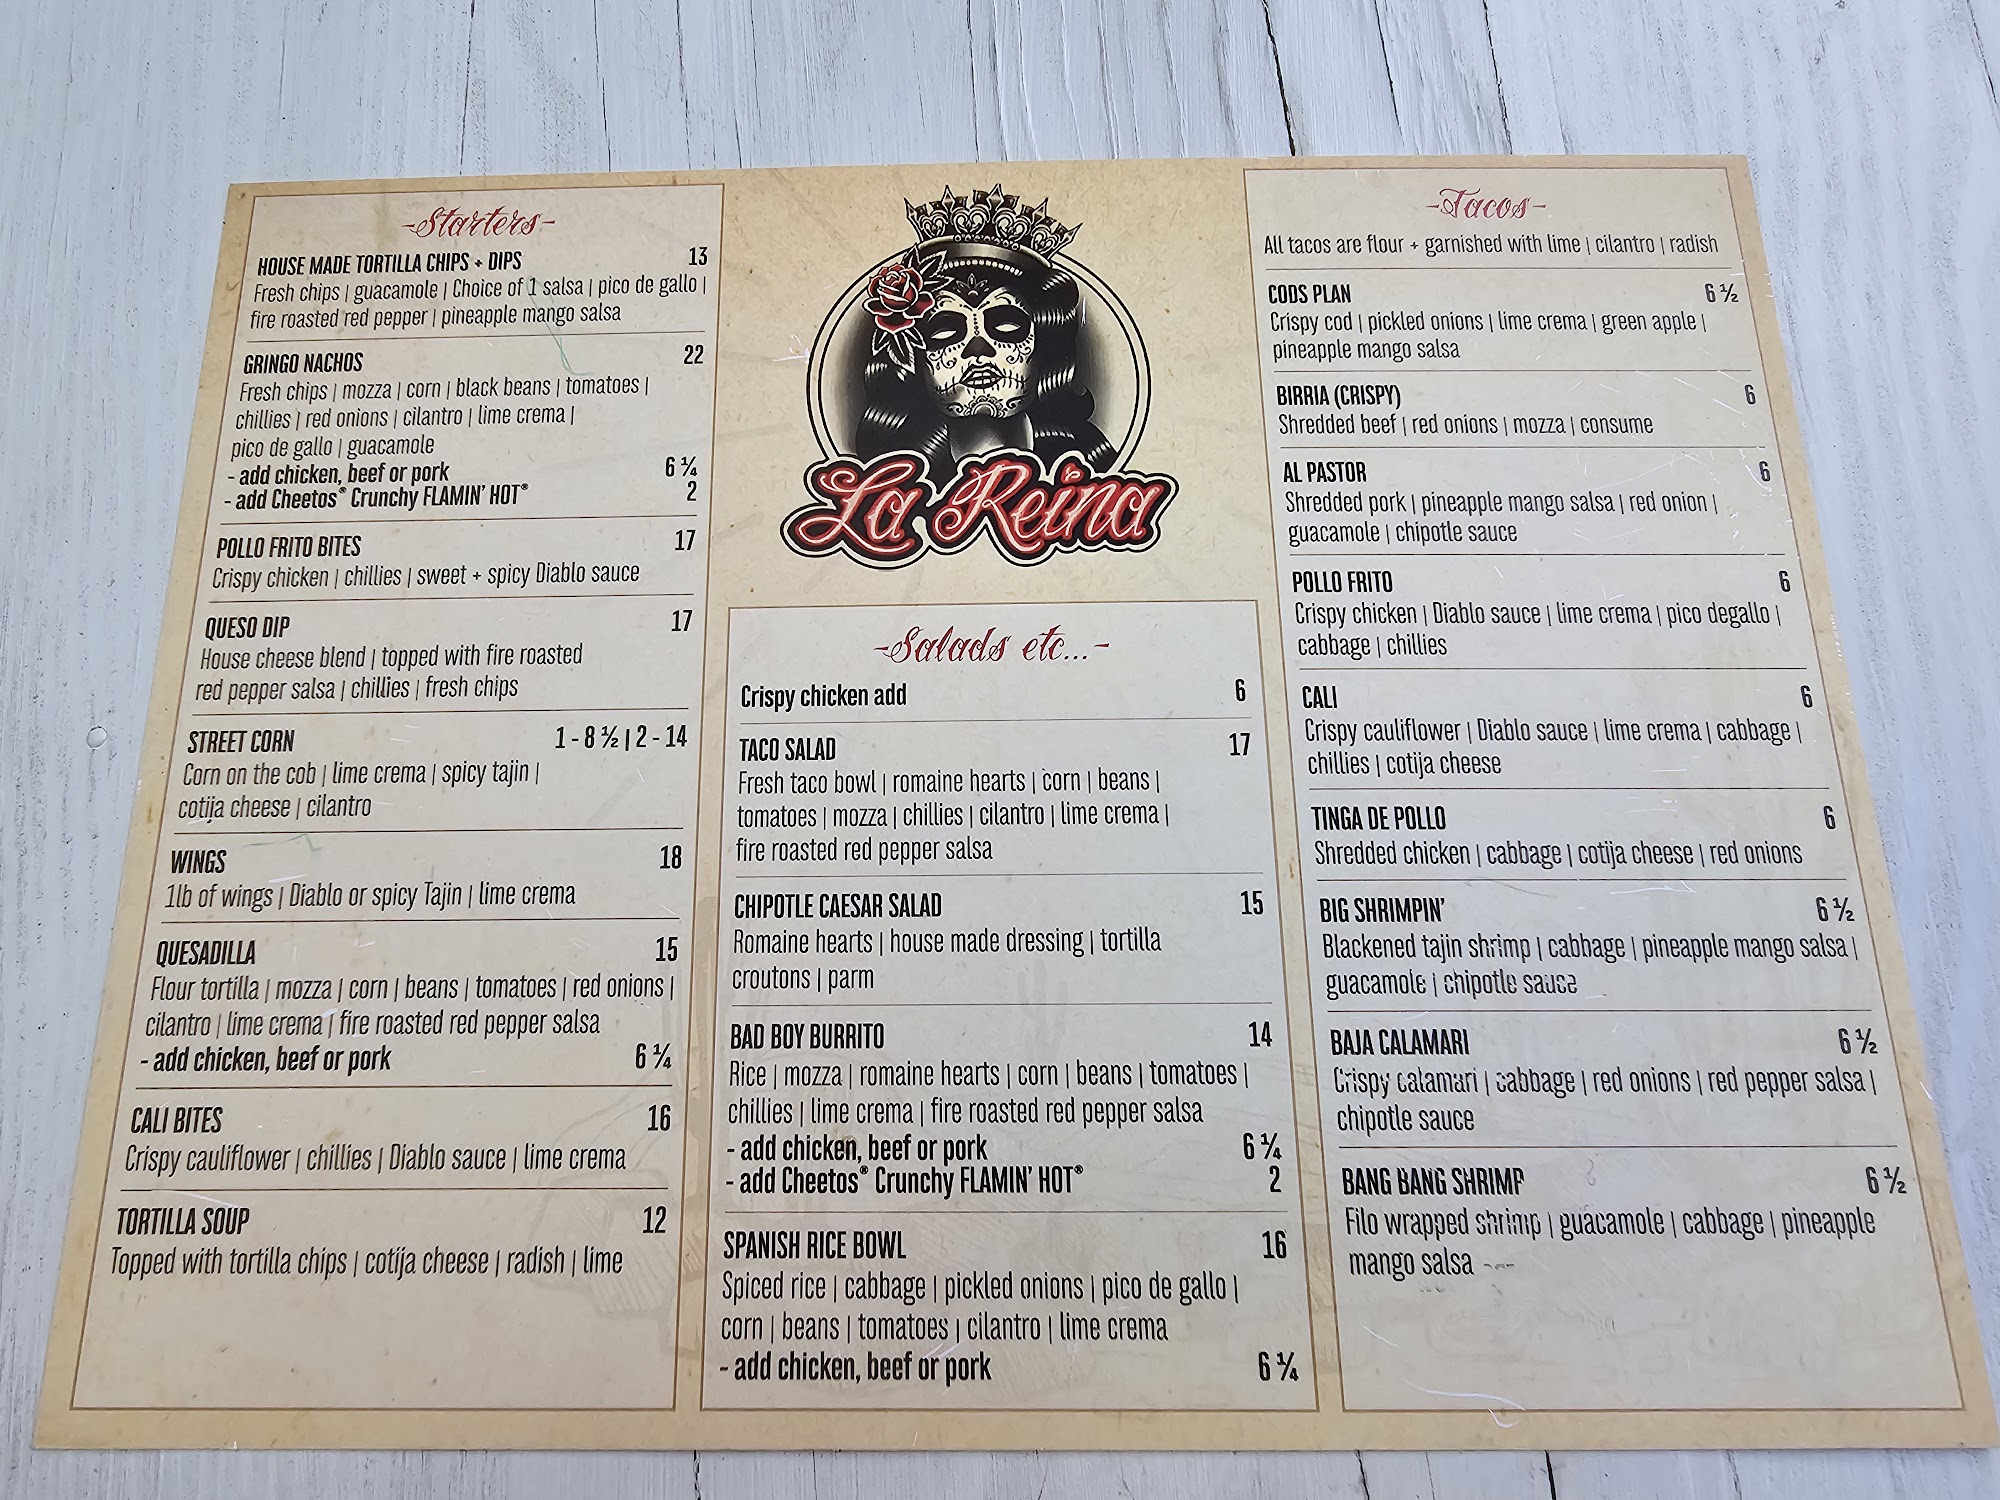 -Starters-
HOUSE MADE TORTILLA CHIPS + DIPS 13
Fresh chips | guacamole | Choice of 1 salsa | pico de gallo |
fire roasted red pepper | pineapple mango salsa
GRINGO NACHOS 22
Fresh chips | mozza | corn | black beans | tomatoes |
chillies | red onions | cilantro | lime crema |
pico de gallo | guacamole
- add chicken, beef or pork 6 ¼
- add Cheetos® Crunchy FLAMIN' HOT® 2
POLLO FRITO BITES 17
Crispy chicken | chillies | sweet + spicy Diablo sauce
QUESO DIP 17
House cheese blend | topped with fire roasted
red pepper salsa | chillies | fresh chips
STREET CORN 1 - 8 ½ | 2 - 14
Corn on the cob | lime crema | spicy tajin |
cotija cheese | cilantro
WINGS 18
1lb of wings | Diablo or spicy Tajin | lime crema
QUESADILLA 15
Flour tortilla | mozza | corn | beans | tomatoes | red onions |
cilantro | lime crema | fire roasted red pepper salsa
- add chicken, beef or pork 6 ¼
CALI BITES 16
Crispy cauliflower | chillies | Diablo sauce | lime crema
TORTILLA SOUP 12
Topped with tortilla chips | cotija cheese | radish | lime
La Reina
-Salads etc...-
Crispy chicken add 6
TACO SALAD 17
Fresh taco bowl | romaine hearts | corn | beans |
tomatoes | mozza | chillies | cilantro | lime crema |
fire roasted red pepper salsa
CHIPOTLE CAESAR SALAD 15
Romaine hearts | house made dressing | tortilla
croutons | parm
BAD BOY BURRITO 14
Rice | mozza | romaine hearts | corn | beans | tomatoes |
chillies | lime crema | fire roasted red pepper salsa
- add chicken, beef or pork 6 ¼
- add Cheetos® Crunchy FLAMIN' HOT® 2
SPANISH RICE BOWL 16
Spiced rice | cabbage | pickled onions | pico de gallo |
corn | beans | tomatoes | cilantro | lime crema
- add chicken, beef or pork 6 ¼
-Tacos-
All tacos are flour + garnished with lime | cilantro | radish
CODS PLAN 6 ½
Crispy cod | pickled onions | lime crema | green apple |
pineapple mango salsa
BIRRIA (CRISPY) 6
Shredded beef | red onions | mozza | consume
AL PASTOR 6
Shredded pork | pineapple mango salsa | red onion |
guacamole | chipotle sauce
POLLO FRITO 6
Crispy chicken | Diablo sauce | lime crema | pico degallo |
cabbage | chillies
CALI 6
Crispy cauliflower | Diablo sauce | lime crema | cabbage |
chillies | cotija cheese
TINGA DE POLLO 6
Shredded chicken | cabbage | cotija cheese | red onions
BIG SHRIMPIN' 6 ½
Blackened tajin shrimp | cabbage | pineapple mango salsa |
guacamole | chipotle sauce
BAJA CALAMARI 6 ½
Crispy calamari | cabbage | red onions | red pepper salsa |
chipotle sauce
BANG BANG SHRIMP 6 ½
Filo wrapped shrimp | guacamole | cabbage | pineapple
mango salsa